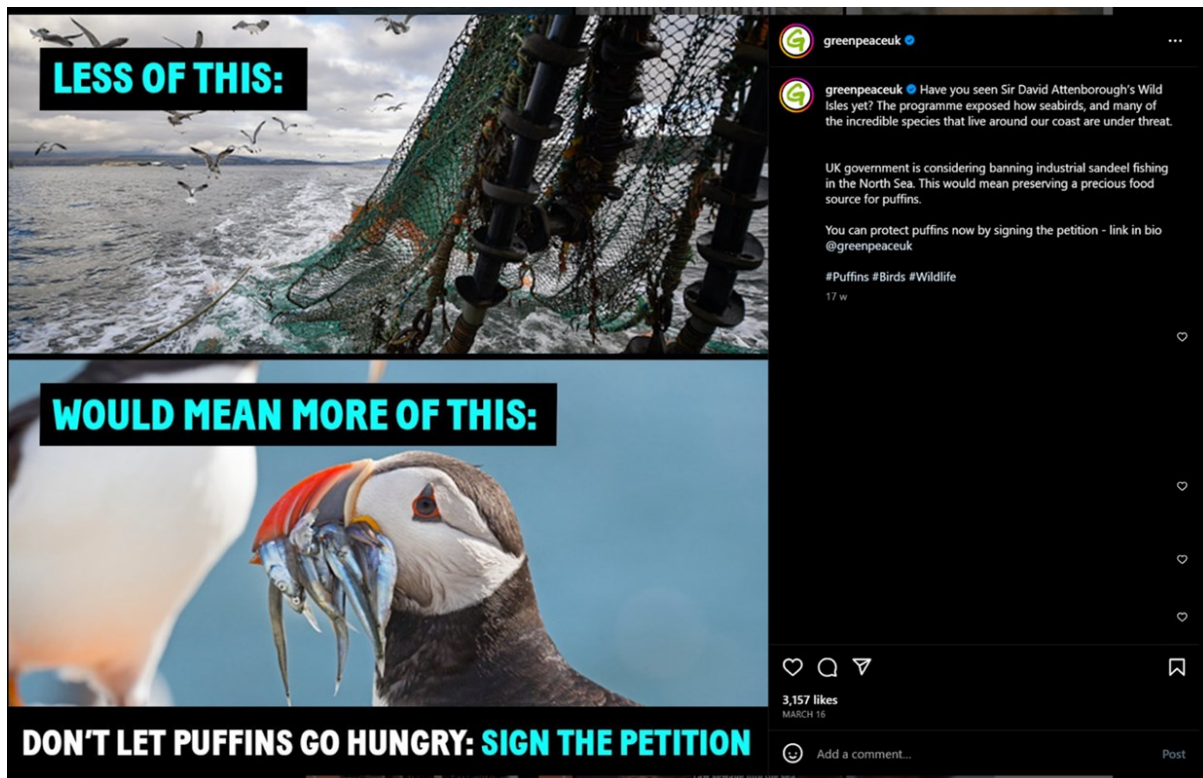 LESS OF THIS:
WOULD MEAN MORE OF THIS:
DON'T LET PUFFINS GO HUNGRY: SIGN THE PETITION
greenpeaceuk
greenpeaceuk Have you seen Sir David Attenborough's Wild
Isles yet? The programme exposed how seabirds, and many of
the incredible species that live around our coast are under threat.
UK government is considering banning industrial sandeel fishing
in the North Sea. This would mean preserving a precious food
source for puffins.
You can protect puffins now by signing the petition - link in bio
@greenpeaceuk
#Puffins #Birds #Wildlife
17 w
3,157 likes
MARCH 16
Add a comment...
Post